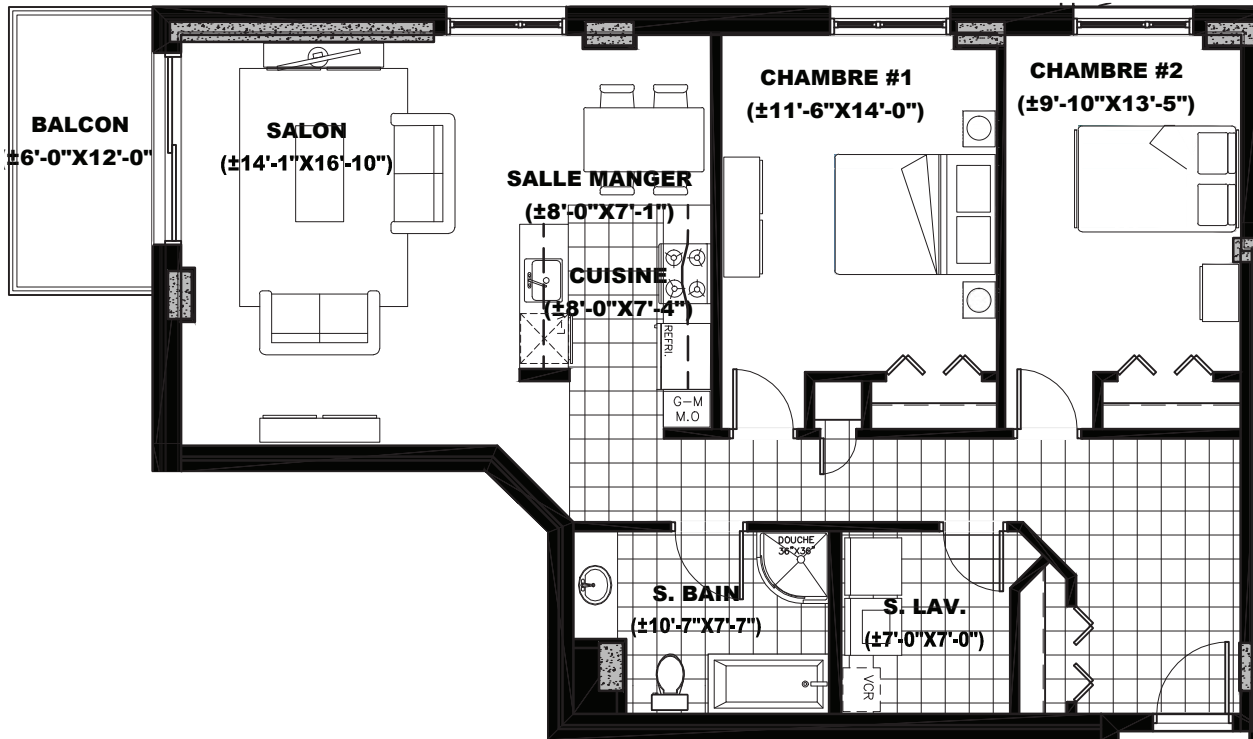 BALCON
±6'-0"X12'-0"
SALON
(±14'-1"X16'-10")
SALLE MANGER
(±8'-0"X7'-1")
CUISINE
(±8'-0"X7'-4")
REFRI.
G-M
M.O
CHAMBRE #1
(±11'-6"X14'-0")
CHAMBRE #2
(±9'-10"X13'-5")
DOUCHE
36"X36"
S. BAIN
(±10'-7"X7'-7")
S. LAV.
(±7'-0"X7'-0")
VCR